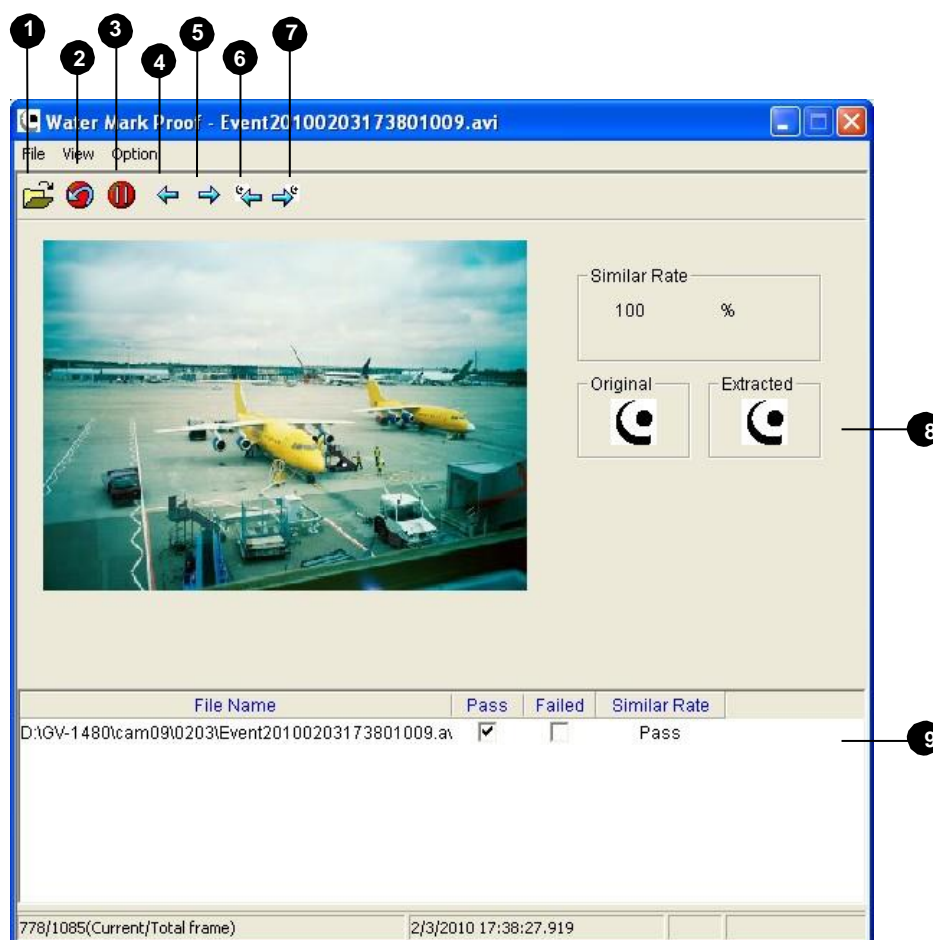 1 2 3 4 5 6 7
Water Mark Proof - Event20100203173801009.avi
File View Option
Similar Rate
100 %
Original Extracted
8
File Name Pass Failed Similar Rate
D:\GV-1480\cam09\0203\Event20100203173801009.a Pass
9
778/1085(Current/Total frame) 2/3/2010 17:38:27.919